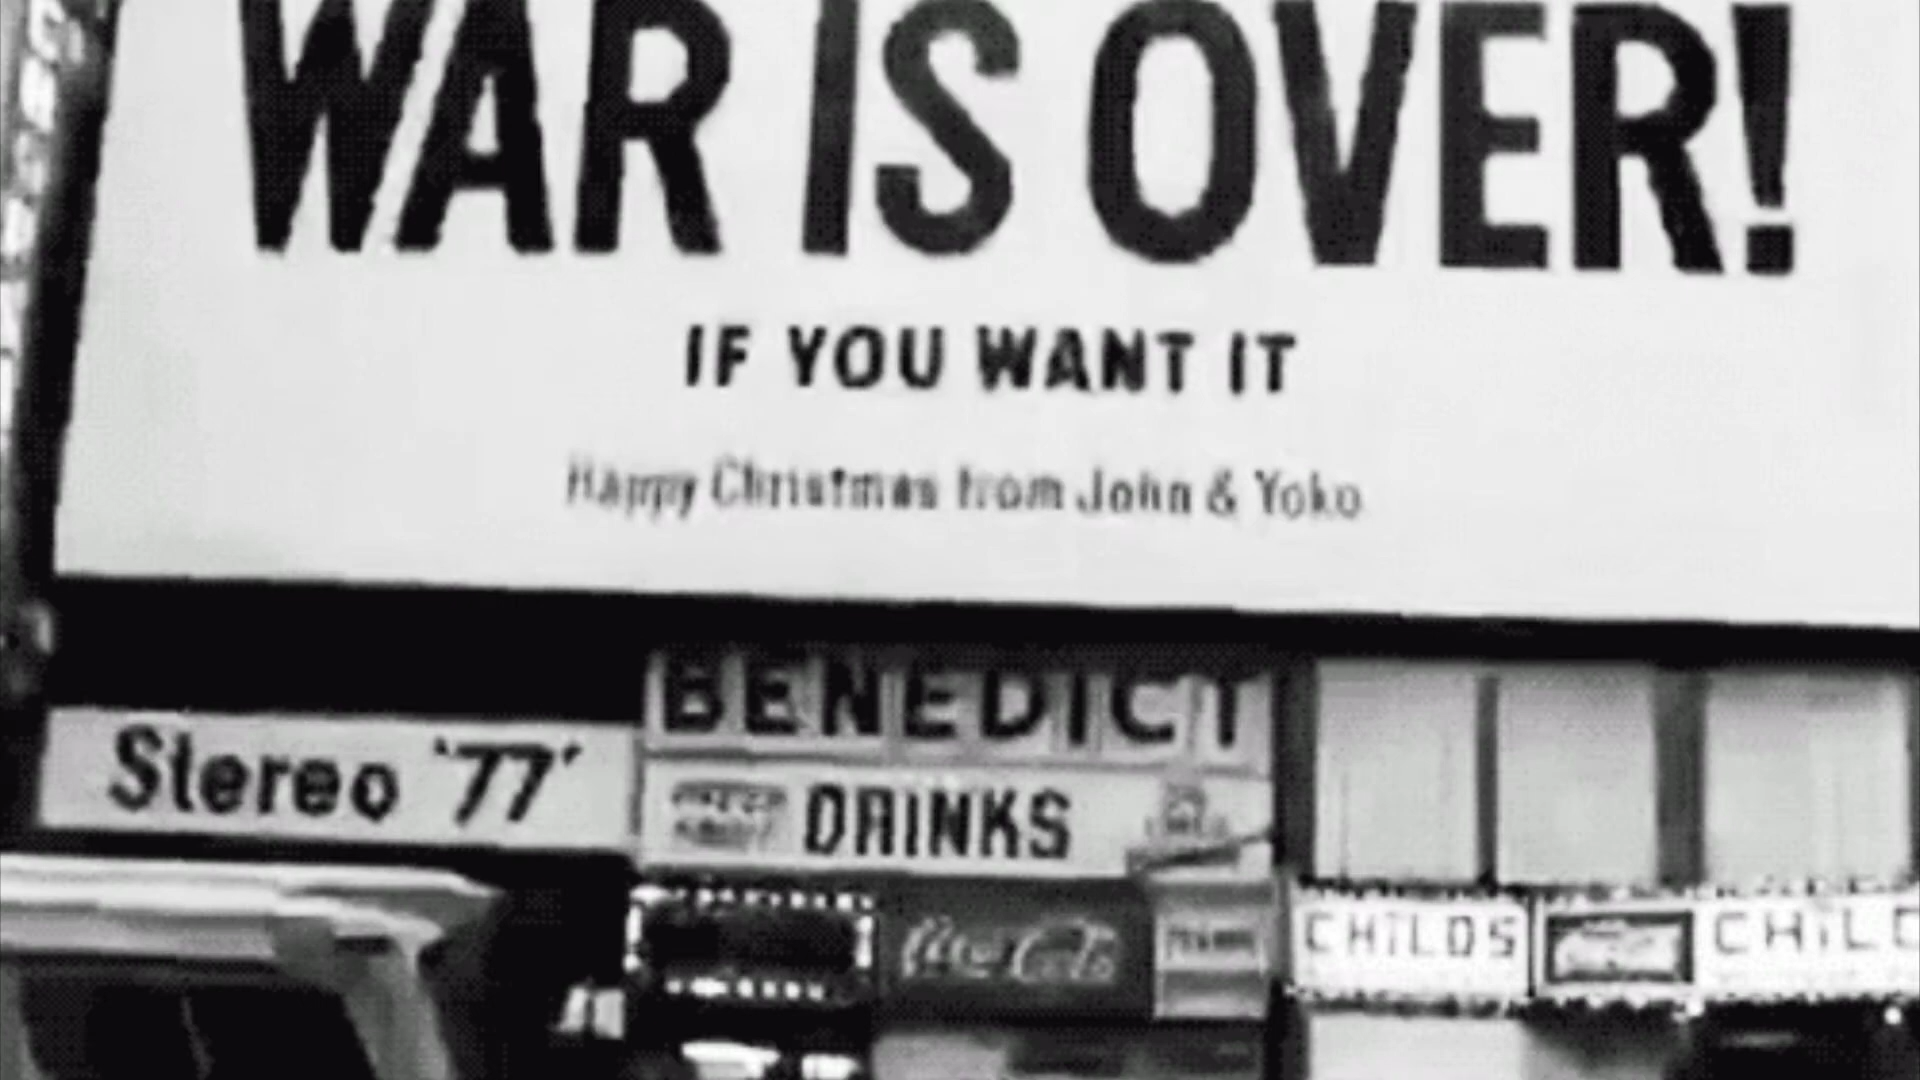 WAR IS OVER!
IF YOU WANT IT
Happy Christmas from John & Yoko
BENEDICT
Stereo '77'
DRINKS
Coca-Cola
CHiLDS
CHiLD